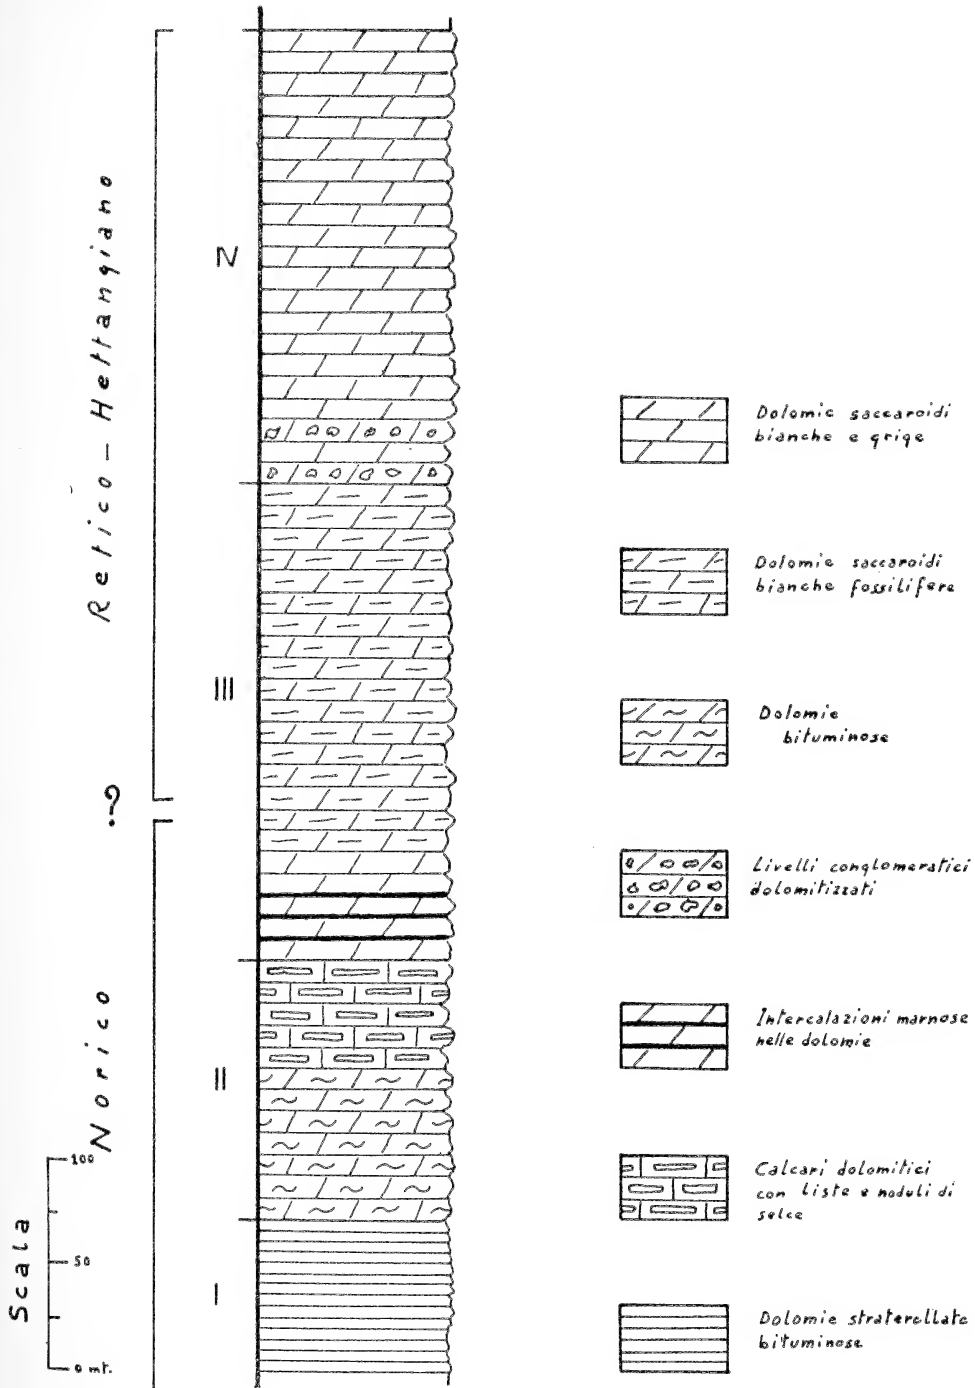 Retico - Hettangiano
?
Norico
IV
III
II
I
Scala
100
50
0 mt.
Dolomie saccaroidi
bianche e grige
Dolomie saccaroidi
bianche fossilifere
Dolomie
bituminose
Livelli conglomeratici
dolomitizzati
Intercalazioni marnose
nelle dolomie
Calcari dolomitici
con liste e noduli di
selce
Dolomie straterellate
bituminose